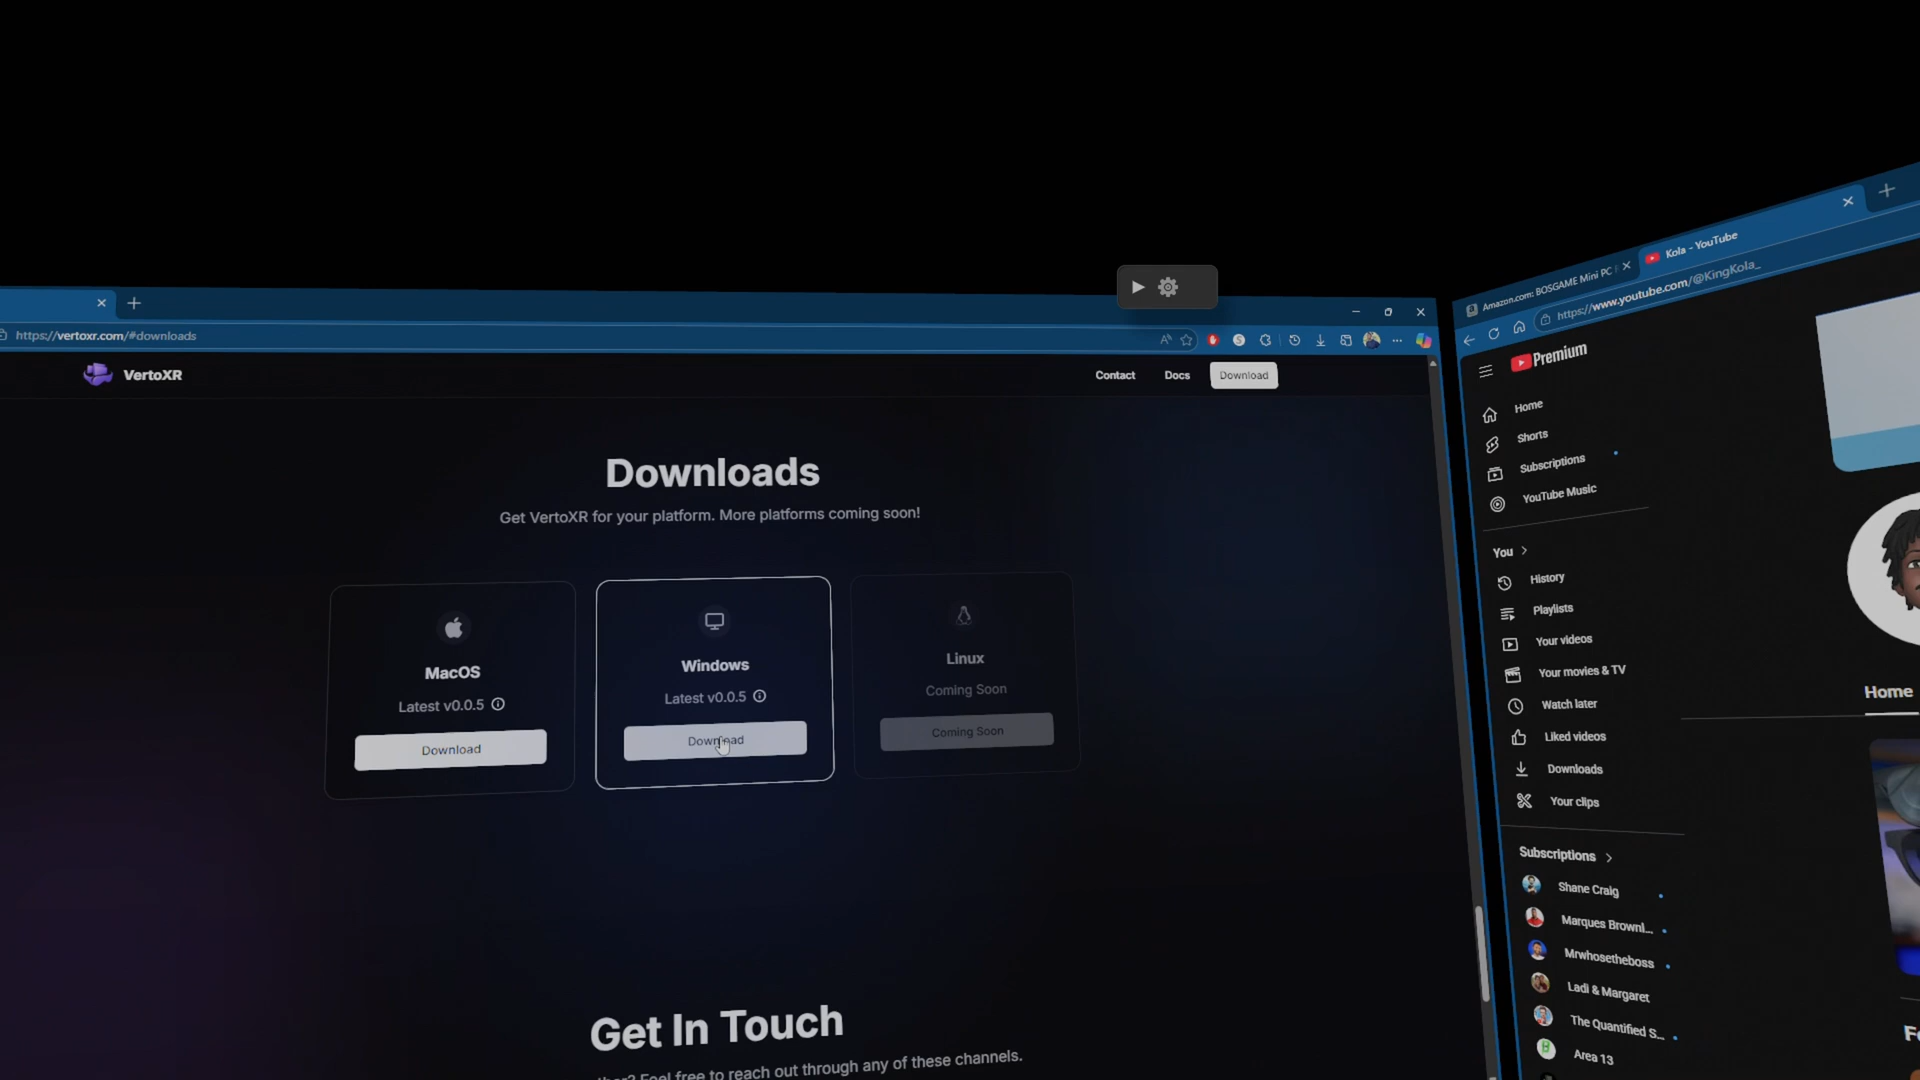 https://vertoxr.com/#downloads
VertoXR
Contact
Docs
Download
Downloads
Get VertoXR for your platform. More platforms coming soon!
MacOS
Latest v0.0.5
Download
Windows
Latest v0.0.5
Download
Linux
Coming Soon
Coming Soon
Get In Touch
Feel free to reach out through any of these channels.
Amazon.com: BOSGAME Mini PC
Kola - YouTube
https://www.youtube.com/@KingKola_
Premium
Home
Shorts
Subscriptions
YouTube Music
You
History
Playlists
Your videos
Your movies & TV
Watch later
Liked videos
Downloads
Your clips
Subscriptions
Shane Craig
Marques Brownl...
Mrwhosetheboss
Ladi & Margaret
The Quantified S...
Area 13
Home